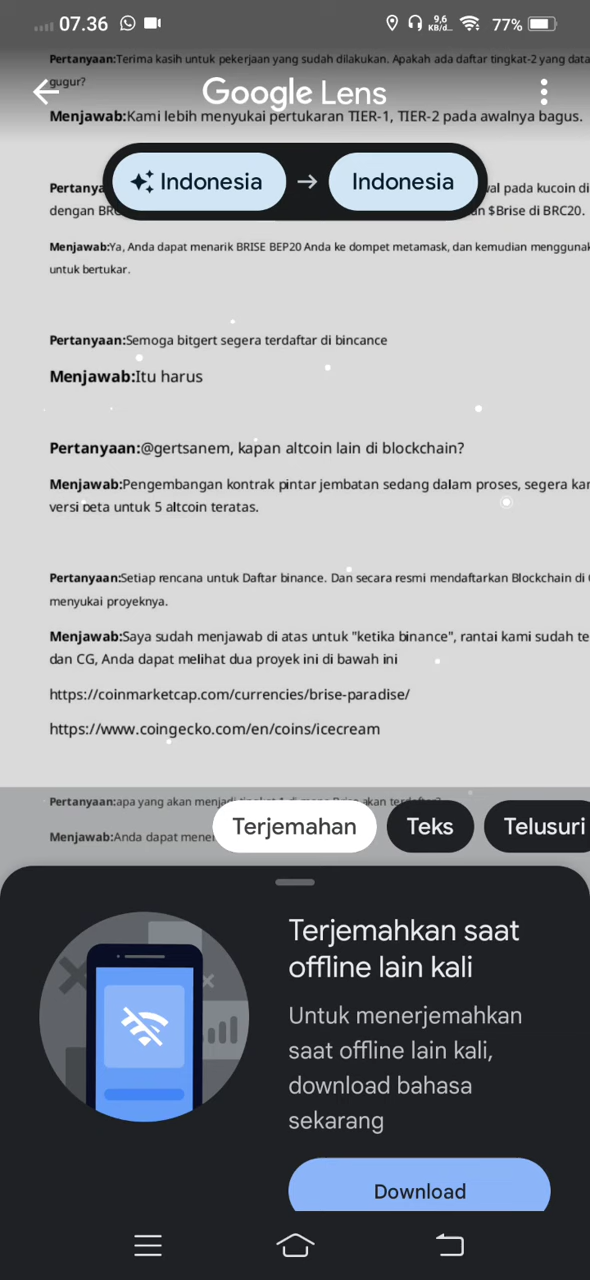 07.36
9,6
KB/d...
77%
Pertanyaan:Terima kasih untuk pekerjaan yang sudah dilakukan. Apakah ada daftar tingkat-2 yang data
gugur?
Google Lens
Menjawab:Kami lebih menyukai pertukaran TIER-1, TIER-2 pada awalnya bagus.
Indonesia → Indonesia
pada kucoin di
dengan $Brise di BRC20.
Menjawab:Ya, Anda dapat menarik BRISE BEP20 Anda ke dompet metamask, dan kemudian menggunak
untuk bertukar.
Pertanyaan:Semoga bitgert segera terdaftar di bincance
Menjawab:Itu harus
Pertanyaan:@gertsanem, kapan altcoin lain di blockchain?
Menjawab:Pengembangan kontrak pintar jembatan sedang dalam proses, segera kar
versi beta untuk 5 altcoin teratas.
Pertanyaan:Setiap rencana untuk Daftar binance. Dan secara resmi mendaftarkan Blockchain di
menyukai proyeknya.
Menjawab:Saya sudah menjawab di atas untuk "ketika binance", rantai kami sudah te
dan CG, Anda dapat melihat dua proyek ini di bawah ini
https://coinmarketcap.com/currencies/brise-paradise/
https://www.coingecko.com/en/coins/icecream
Pertanyaan:apa yang akan menjadi tingkat 1 di mana Brise akan terdaftar?
Menjawab:Anda dapat
Terjemahan Teks Telusuri
Terjemahkan saat
offline lain kali
Untuk menerjemahkan
saat offline lain kali,
download bahasa
sekarang
Download